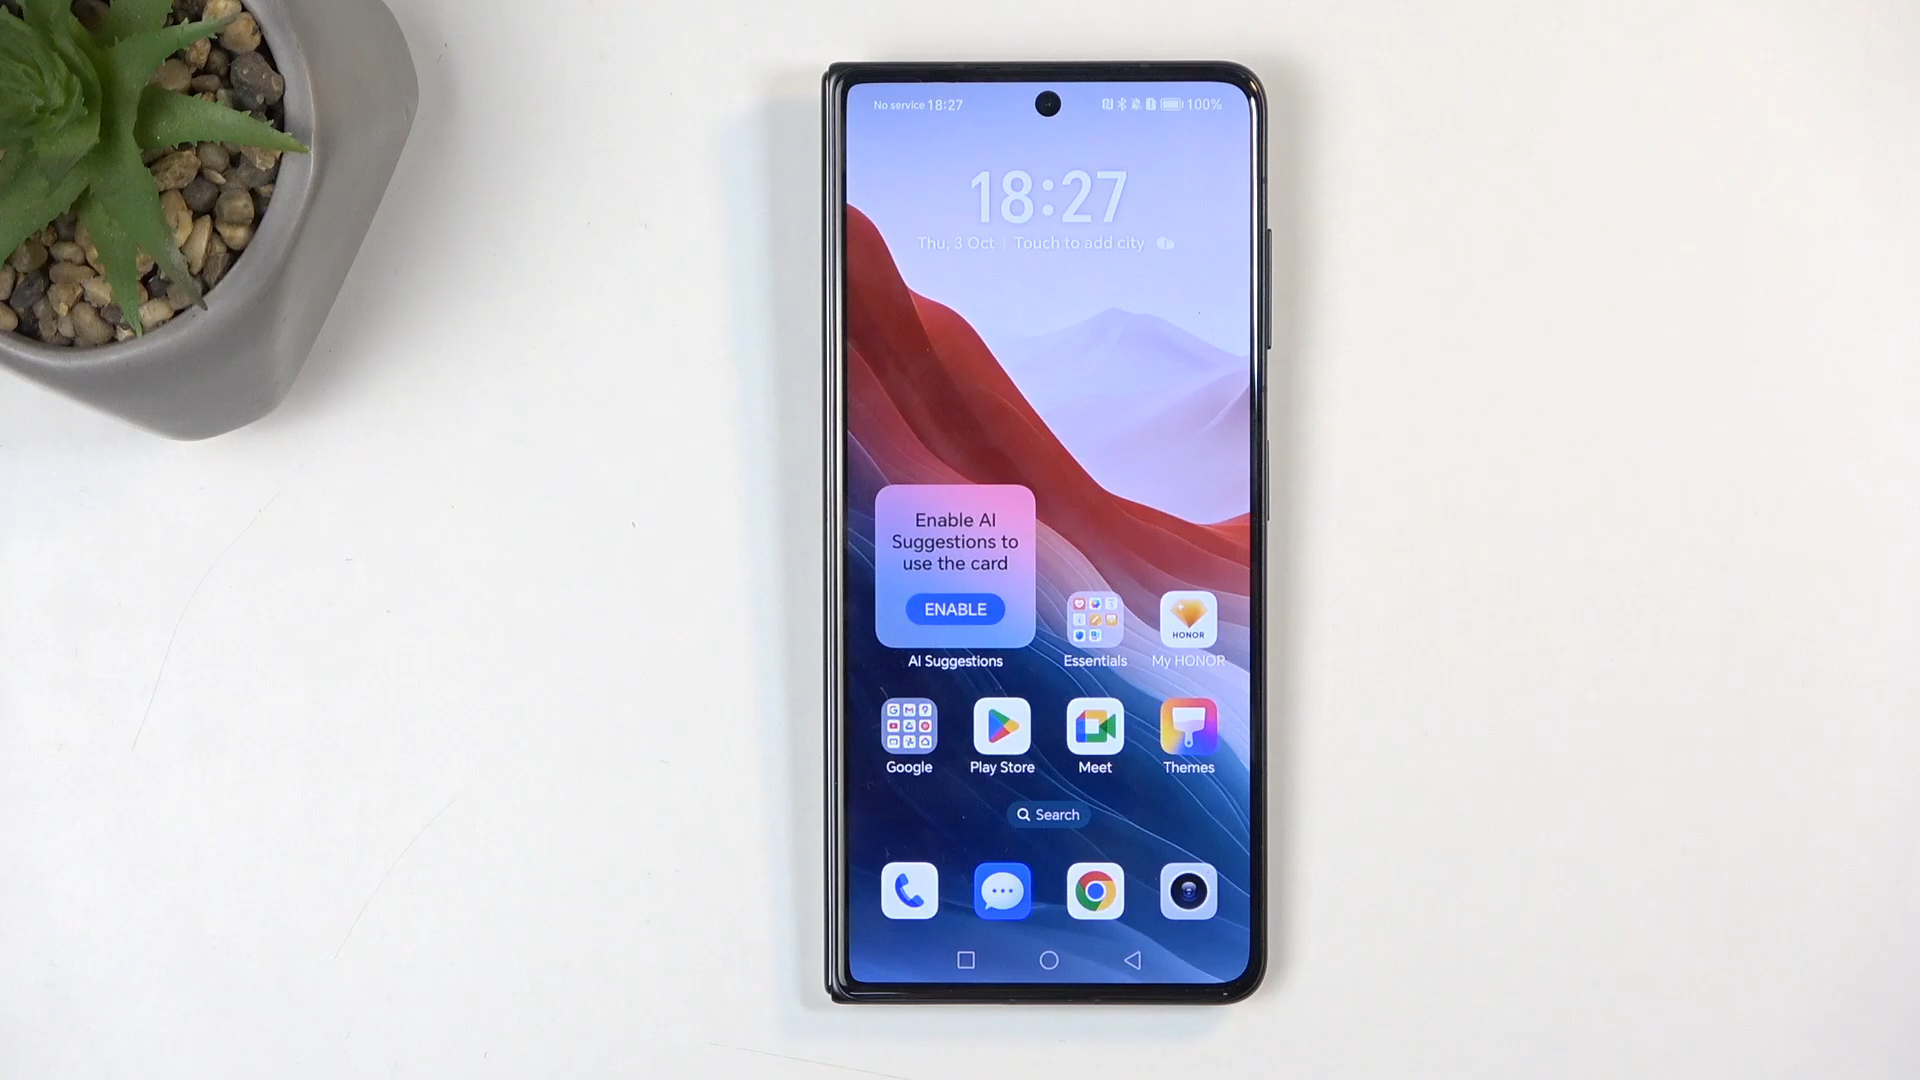 No service 18:27
100%
18:27
Thu, 3 Oct | Touch to add city
Enable AI
Suggestions to
use the card
ENABLE
HONOR
AI Suggestions
Essentials
My HONOR
Google
Play Store
Meet
Themes
Search